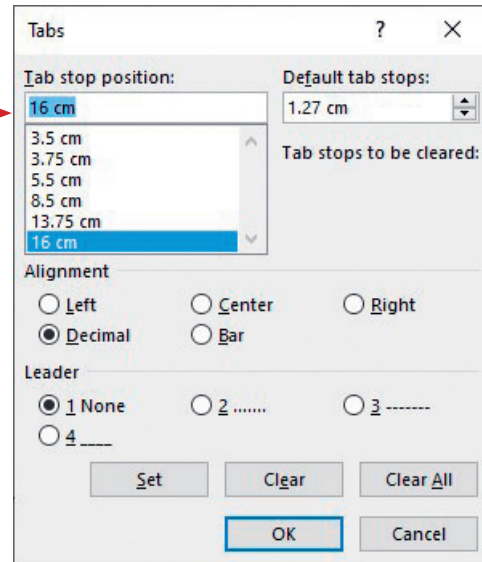 Tabs ?
Tab stop position:
Default tab stops:
16 cm
1.27 cm
3.5 cm
3.75 cm
5.5 cm
8.5 cm
13.75 cm
16 cm
Tab stops to be cleared:
Alignment
Left Center Right
Decimal Bar
Leader
1 None 2 ....... 3 -------
4 ____
Set Clear Clear All
OK Cancel